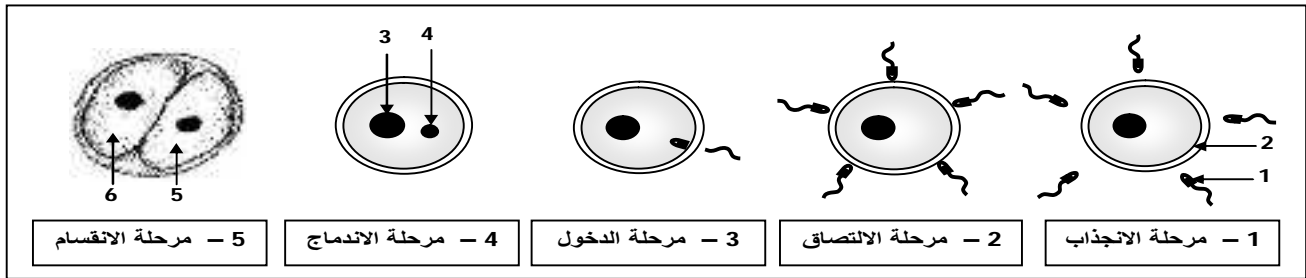 3
4
2
1
6
5
1 – مرحلة الانجذاب
2 – مرحلة الالتصاق
3 – مرحلة الدخول
4 – مرحلة الاندماج
5 – مرحلة الانقسام